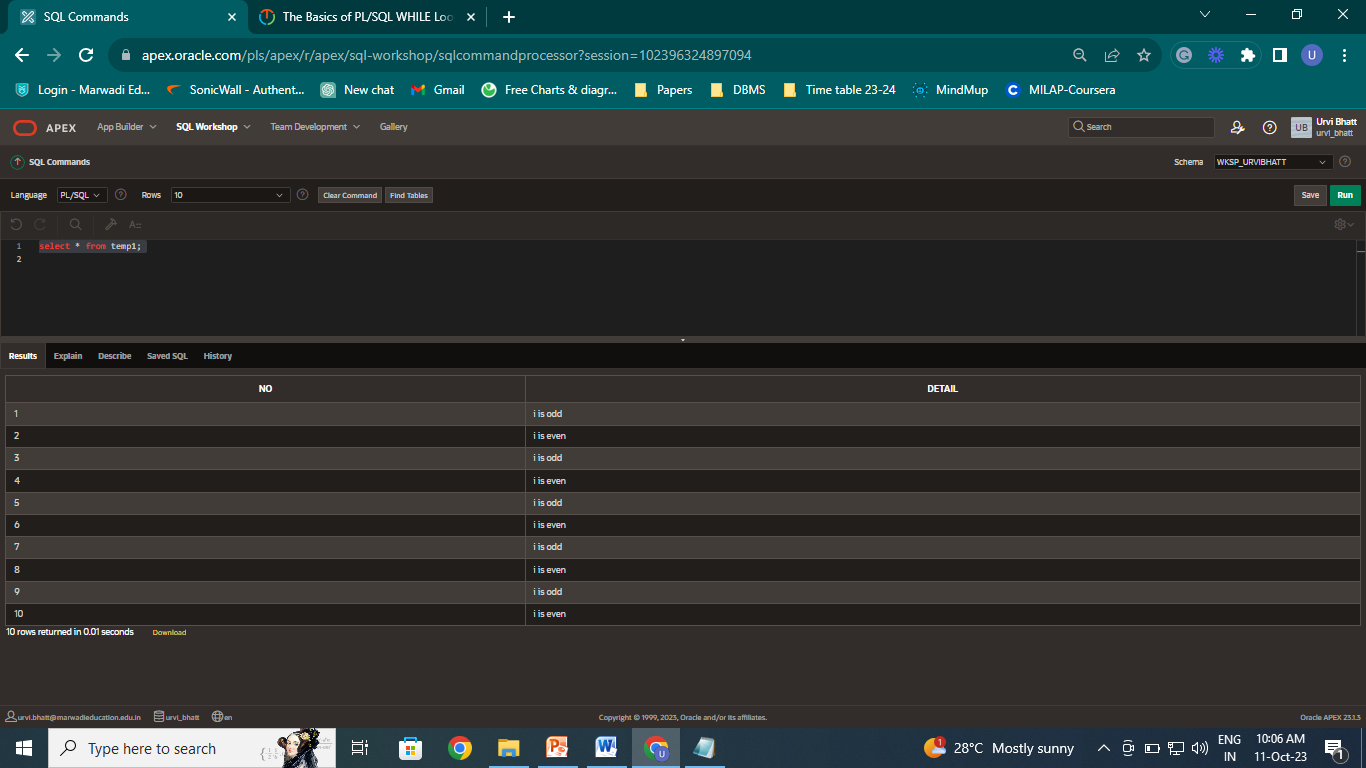 SQL Commands
The Basics of PL/SQL WHILE Loo
apex.oracle.com/pls/apex/r/apex/sql-workshop/sqlcommandprocessor?session=102396324897094
U
Login - Marwadi Ed...
SonicWall - Authent...
New chat
Gmail
Free Charts & diagr...
Papers
DBMS
Time table 23-24
MindMup
MILAP-Coursera
APEX
App Builder
SQL Workshop
Team Development
Gallery
Search
UB
Urvi Bhatt
urvi_bhatt
SQL Commands
Schema
WKSP_URVIBHATT
Language
PL/SQL
Rows
10
Clear Command
Find Tables
Save
Run
1 select * from temp1;
2
Results
Explain
Describe
Saved SQL
History
NO DETAIL
1 i is odd
2 i is even
3 i is odd
4 i is even
5 i is odd
6 i is even
7 i is odd
8 i is even
9 i is odd
10 i is even
10 rows returned in 0.01 seconds
Download
urvi.bhatt@marwadieducation.edu.in
urvi_bhatt
en
Copyright © 1999, 2023, Oracle and/or its affiliates.
Oracle APEX 23.1.3
Type here to search
1
28°C Mostly sunny
ENG
IN
10:06 AM
11-Oct-23
1